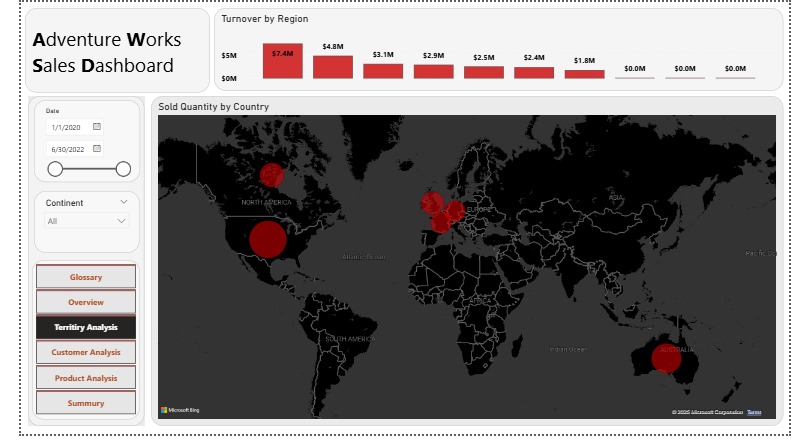 Adventure Works
Sales Dashboard
Turnover by Region
$5M
$0M
$7.4M
$4.8M
$3.1M
$2.9M
$2.5M
$2.4M
$1.8M
$0.0M
$0.0M
$0.0M
Date
1/1/2020
6/30/2022
Continent
All
Glossary
Overview
Territiry Analysis
Customer Analysis
Product Analysis
Summury
Sold Quantity by Country
NORTH AMERICA
EUROPE
ASIA
Atlantic Ocean
Pacific Oc
AFRICA
SOUTH AMERICA
Indian Ocean
AUSTRALIA
Microsoft Bing
© 2025 Microsoft Corporation Terms